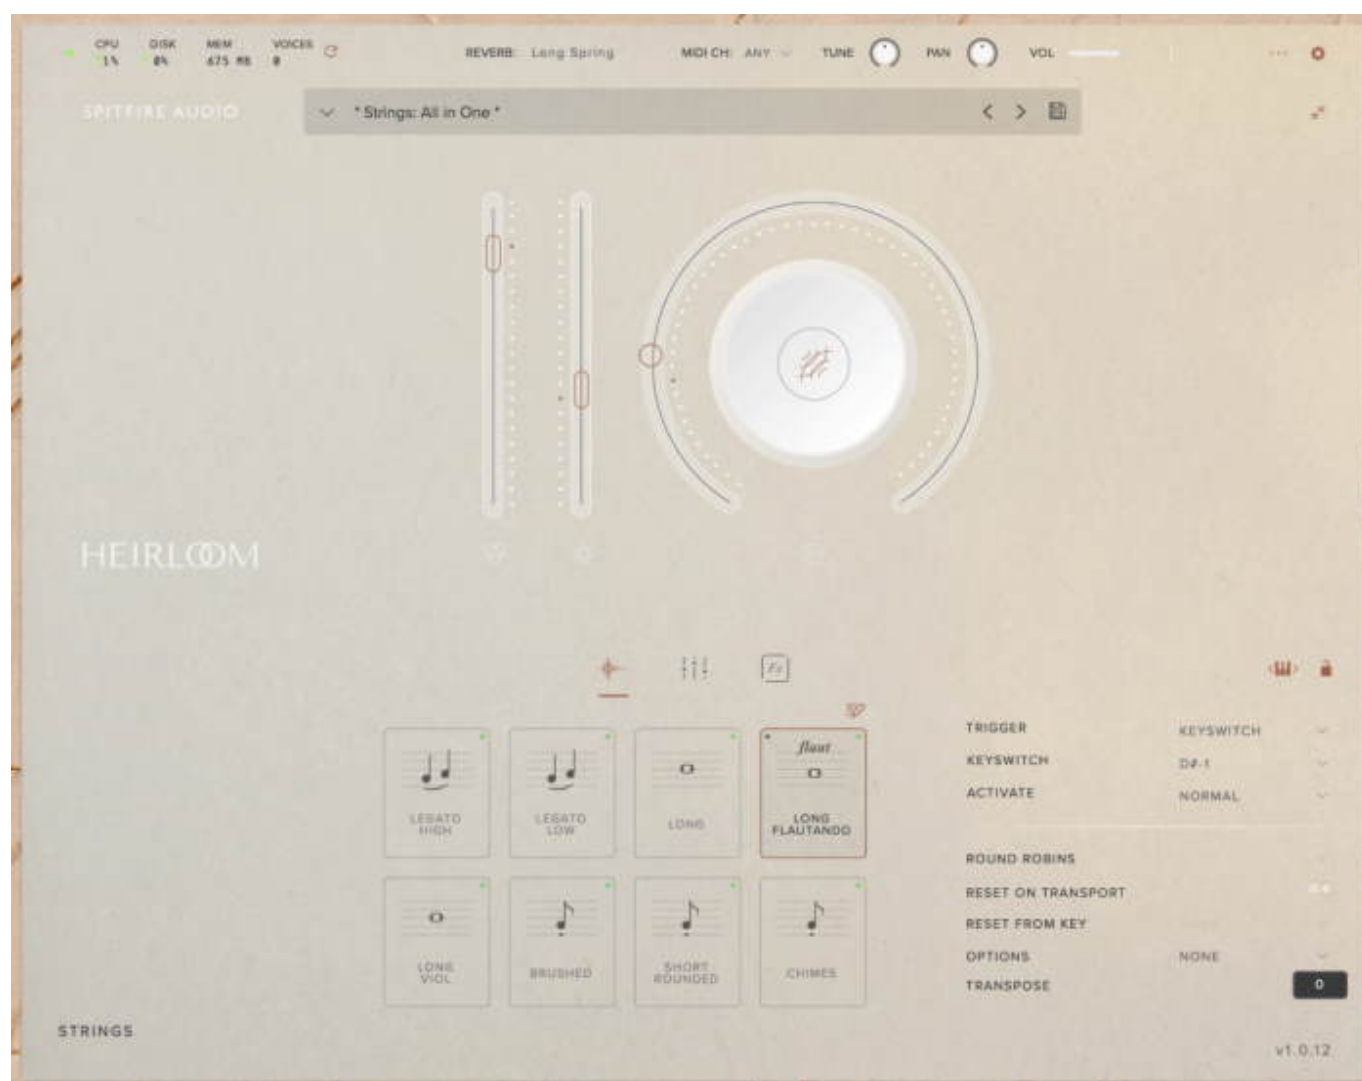 CPU DISK MEM VOICES
1% 0% 675 MB 0
REVERB: Long Spring MIDI CH: ANY TUNE PAN VOL
SPITFIRE AUDIO
* Strings: All in One *
HEIRLOOM
TRIGGER KEYSWITCH
KEYSWITCH D#-1
ACTIVATE NORMAL
flaut
LEGATO HIGH
LEGATO LOW
LONG
LONG FLAUTANDO
ROUND ROBINS
RESET ON TRANSPORT
RESET FROM KEY
OPTIONS NONE
TRANSPOSE 0
LONG VIOL
BRUSHED
SHORT ROUNDED
CHIMES
STRINGS
v1.0.12